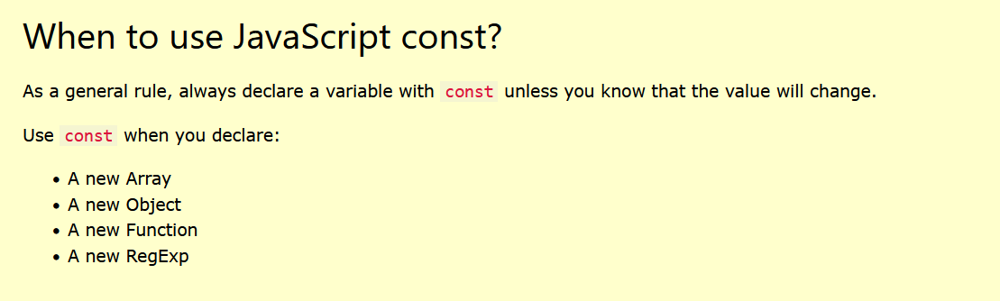 When to use JavaScript const?
As a general rule, always declare a variable with const unless you know that the value will change.
Use const when you declare:
• A new Array
• A new Object
• A new Function
• A new RegExp